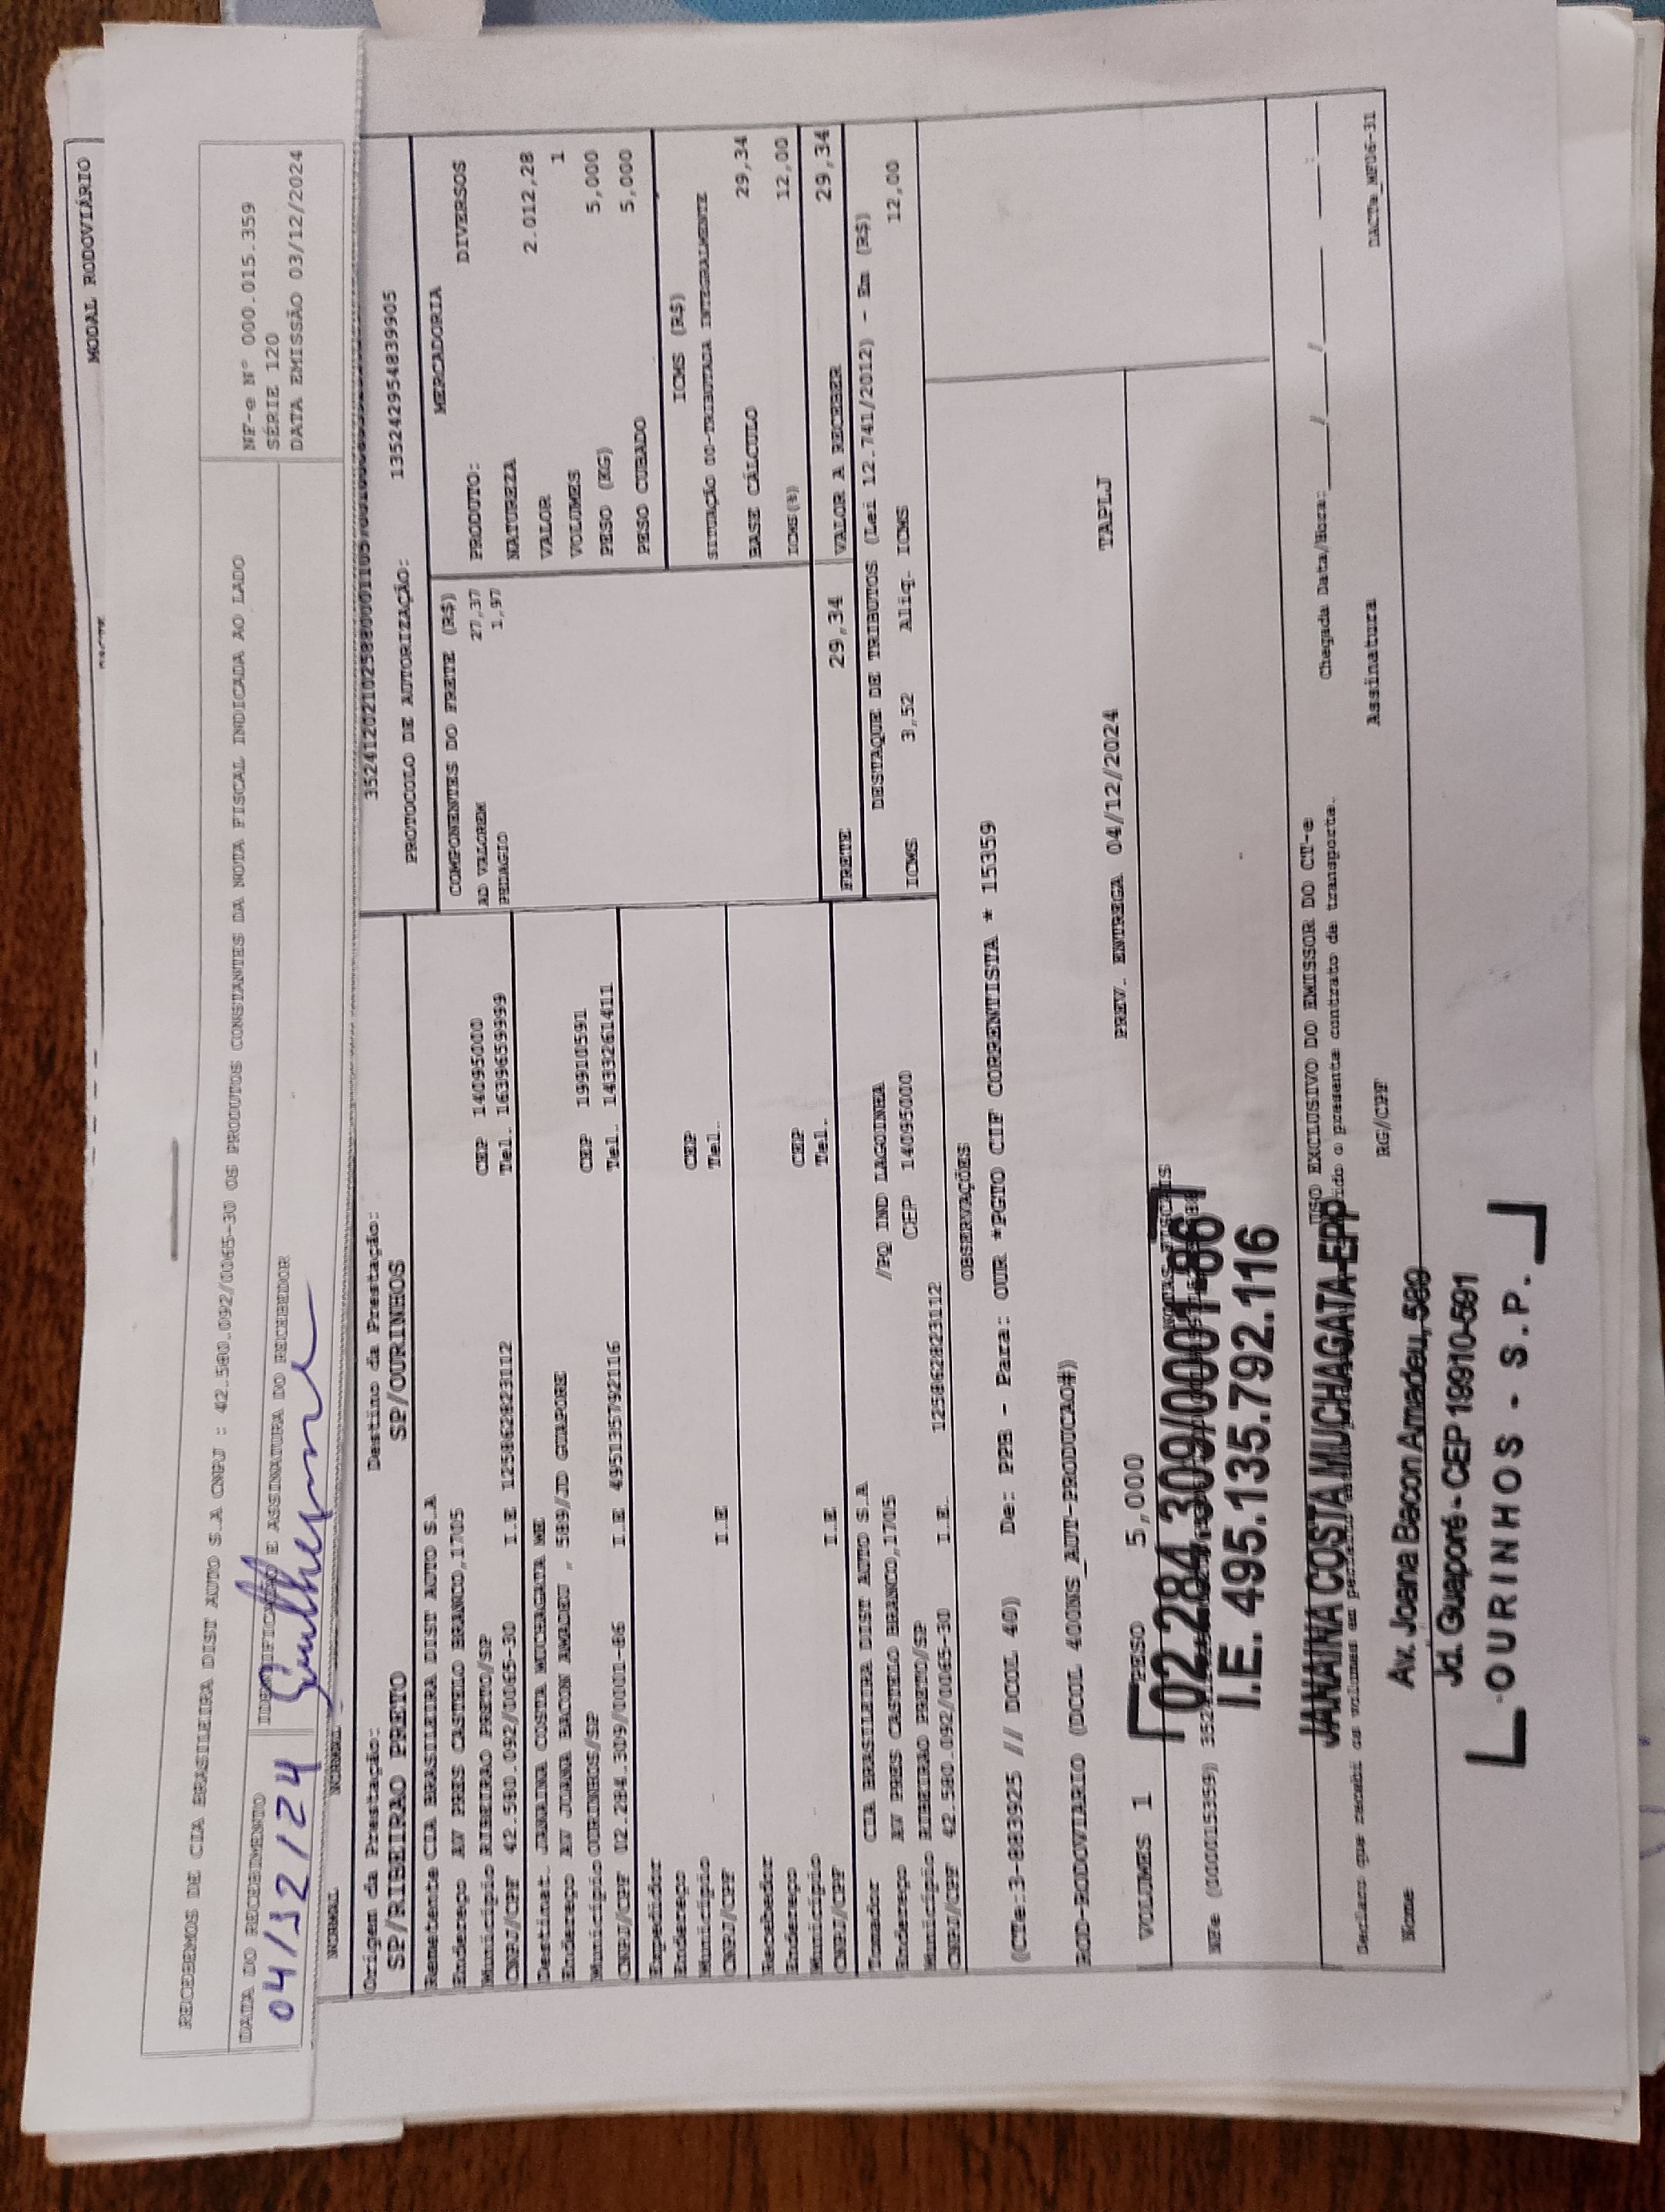 MODAL RODOVIÁRIO
RECEBEMOS DE CIA BRASILEIRA DIST AUTO S.A CNPJ : 42.580.092/0065-30 OS PRODUTOS CONSTANTES DA NOTA FISCAL INDICADA AO LADO
NF-e N° 000.015.359
SÉRIE 120
DATA EMISSÃO 03/12/2024
DATA DO RECEBIMENTO
04/12/24
IDENTIFICAÇÃO E ASSINATURA DO RECEBEDOR
Guilherme
NORMAL NORMAL
Origem da Prestação: Destino da Prestação:
SP/RIBEIRAO PRETO SP/OURINHOS
PROTOCOLO DE AUTORIZAÇÃO: 135242954839905
Remetente CIA BRASILEIRA DIST AUTO S.A
Endereço AV PRES CASTELO BRANCO,1705
Município RIBEIRAO PRETO/SP CEP 14095000
CNPJ/CPF 42.580.092/0065-30 I.E 125862823112 Tel. 1639659999
Destinat. JANAINA COSTA MUCHAGATA ME
Endereço AV JOANA BACON AMADEU , 589/JD GUAPORE
Município OURINHOS/SP CEP 19910591
CNPJ/CPF 02.284.309/0001-86 I.E 495135792116 Tel. 1433261411
Expedidor
Endereço
Município CEP
CNPJ/CPF I.E Tel.
Recebedor
Endereço
Município CEP
CNPJ/CPF I.E Tel.
Tomador CIA BRASILEIRA DIST AUTO S.A
Endereço AV PRES CASTELO BRANCO,1705 /PQ IND LAGOINHA
Município RIBEIRAO PRETO/SP CEP 14095000
CNPJ/CPF 42.580.092/0065-30 I.E. 125862823112
COMPONENTES DO FRETE (R$)
AD VALOREM 27,37
PEDAGIO 1,97
MERCADORIA
PRODUTO: DIVERSOS
NATUREZA
VALOR 2.012,28
VOLUMES 1
PESO (KG) 5,000
PESO CUBADO 5,000
ICMS (R$)
SITUAÇÃO 00-TRIBUTADA INTEGRALMENTE
BASE CÁLCULO 29,34
ICMS(%) 12,00
FRETE 29,34 VALOR A RECEBER 29,34
DESTAQUE DE TRIBUTOS (Lei 12.741/2012) - Em (R$)
ICMS 3,52 Aliq. ICMS 12,00
OBSERVAÇÕES
(CTe:3-883925 // DCOL 40) De: PPB - Para: OUR *PGTO CIF CORRENTISTA * 15359
ROD-RODOVIARIO (DCOL 400NS_AUT-PRODUCAO#)
VOLUMES 1 PESO 5,000 PREV. ENTREGA 04/12/2024 TAPLJ
NFe (000015359)
02.284.309/0001-86
I.E. 495.135.792.116
JANAINA COSTA MUCHAGATA EPP
Av. Joana Bacon Amadeu, 589
Jd. Guaporé - CEP 19910-591
OURINHOS - S.P.
USO EXCLUSIVO DO EMISSOR DO CT-e
Declaro que recebi os volumes em o presente contrato de transporte.
Chegada Data/Hora:____/____/____ ____:____
Nome RG/CPF Assinatura
DACTe_MF06-31